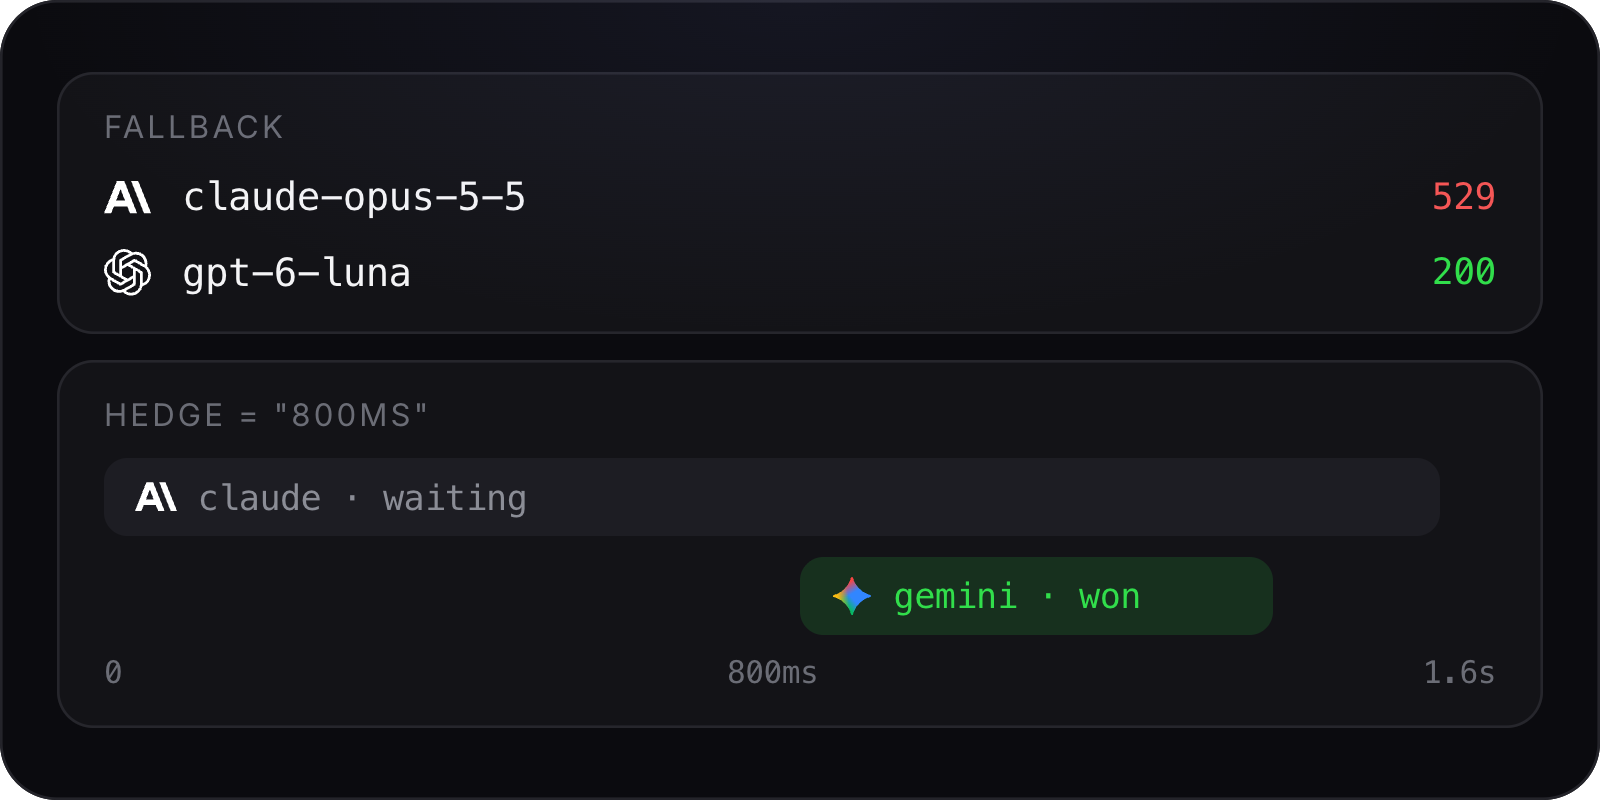 FALLBACK
claude-opus-5-5 529
gpt-6-luna 200
HEDGE = "800MS"
claude · waiting
gemini · won
0 800ms 1.6s